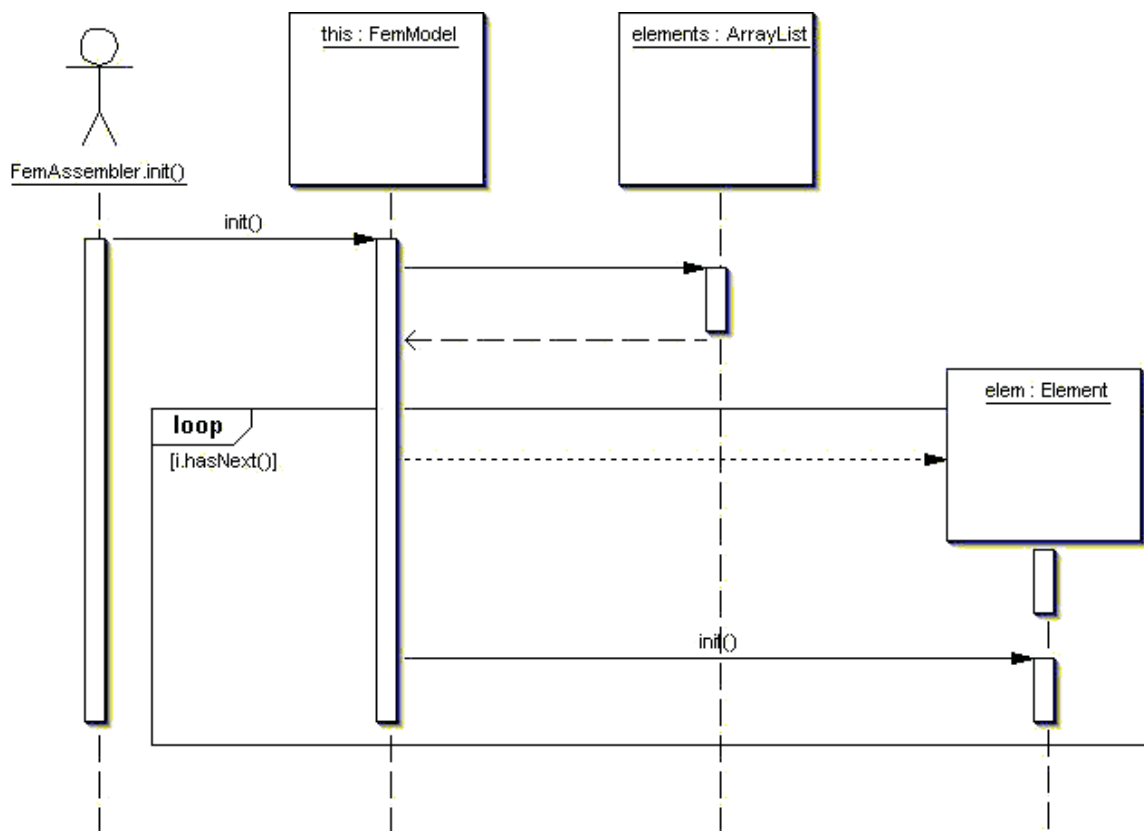 this : FemModel
elements : ArrayList
FemAssembler.init()
init()
elem : Element
loop
[i.hasNext()]
init()